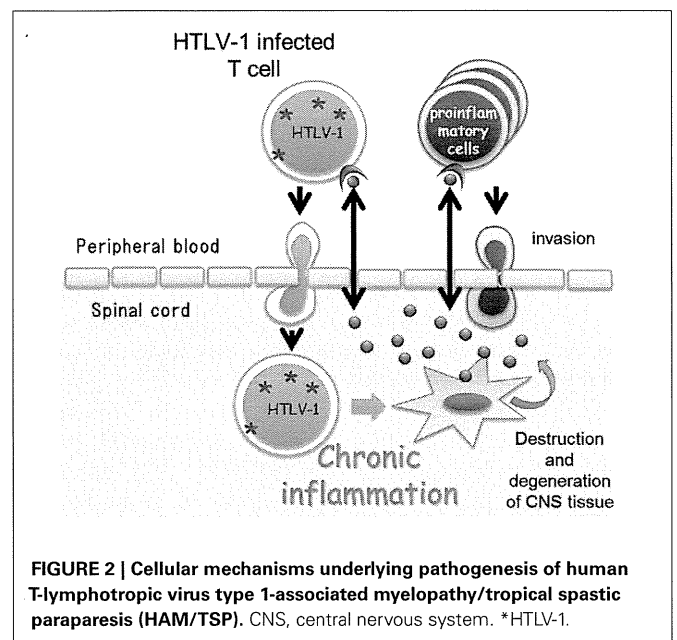 HTLV-1 infected
T cell
HTLV-1
proinflam
matory
cells
Peripheral blood
invasion
Spinal cord
HTLV-1
Chronic
inflammation
Destruction
and
degeneration
of CNS tissue
FIGURE 2 | Cellular mechanisms underlying pathogenesis of human
T-lymphotropic virus type 1-associated myelopathy/tropical spastic
paraparesis (HAM/TSP). CNS, central nervous system. *HTLV-1.